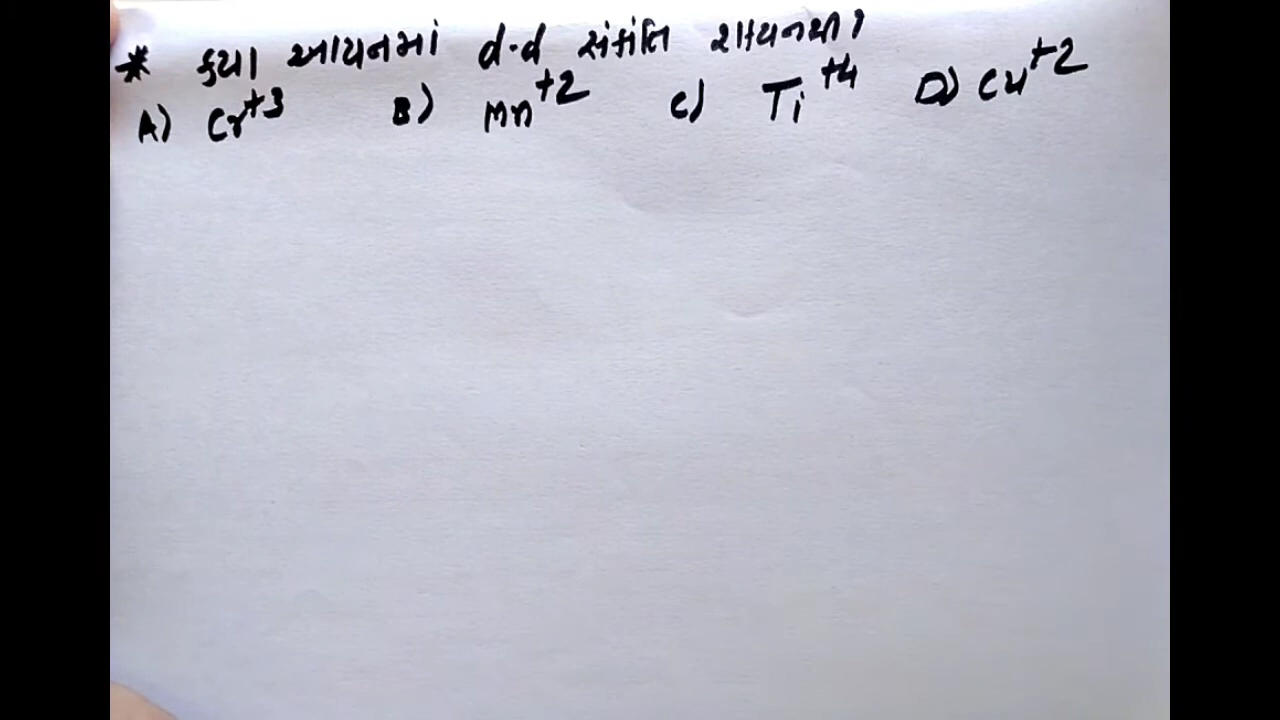 * કયા આયનમાં d-d સંક્રાંતિ શક્ય નથી?
A) Cr+3 B) Mn+2 C) Ti+4 D) Cu+2